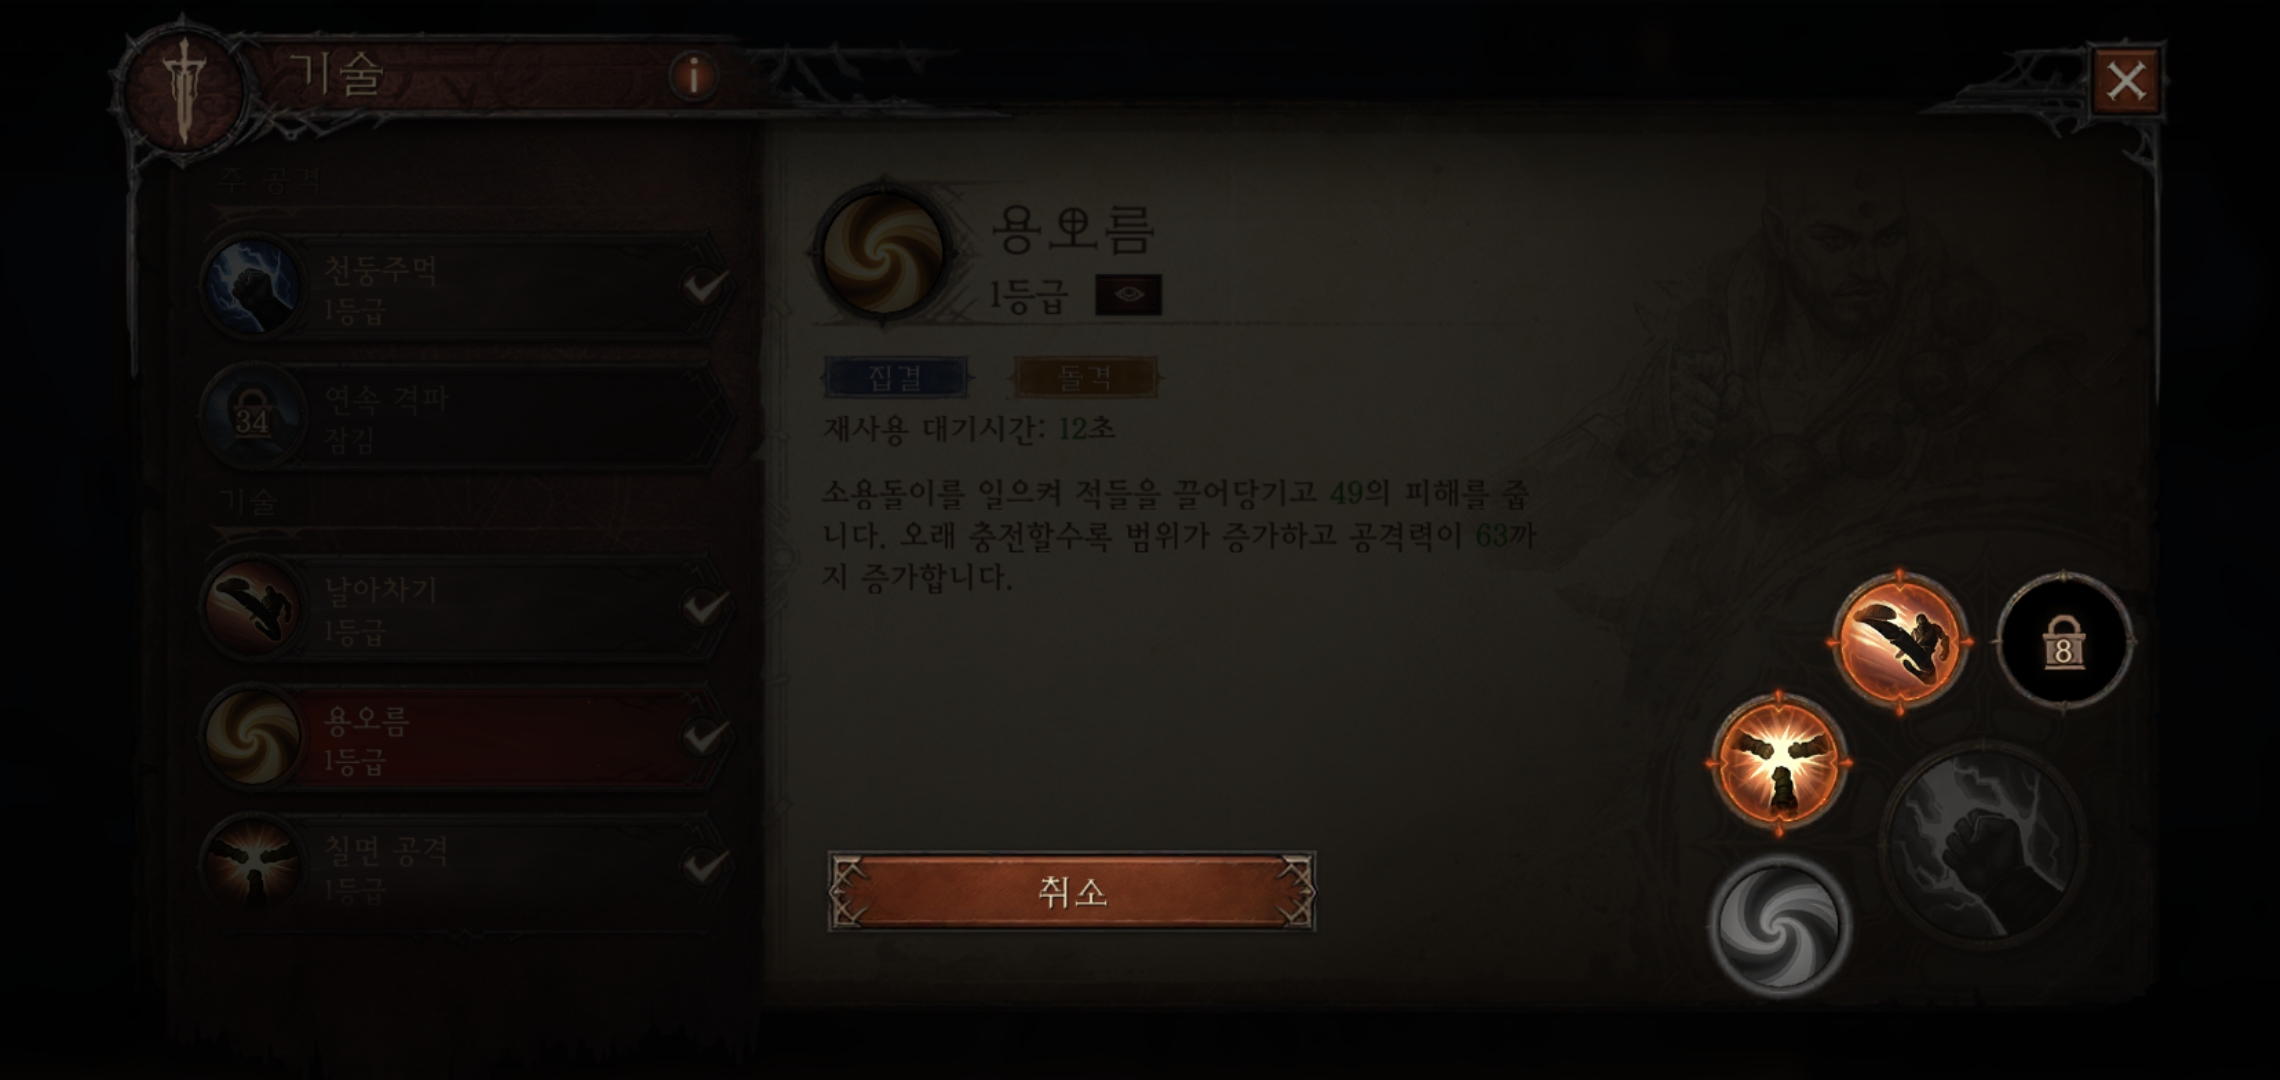 기술
주 공격
천둥주먹
1등급
연속 격파
34
잠김
기술
날아차기
1등급
용오름
1등급
칠면 공격
1등급
용오름
1등급
집결
돌격
재사용 대기시간: 12초
소용돌이를 일으켜 적들을 끌어당기고 49의 피해를 줍
니다. 오래 충전할수록 범위가 증가하고 공격력이 63까
지 증가합니다.
8
취소